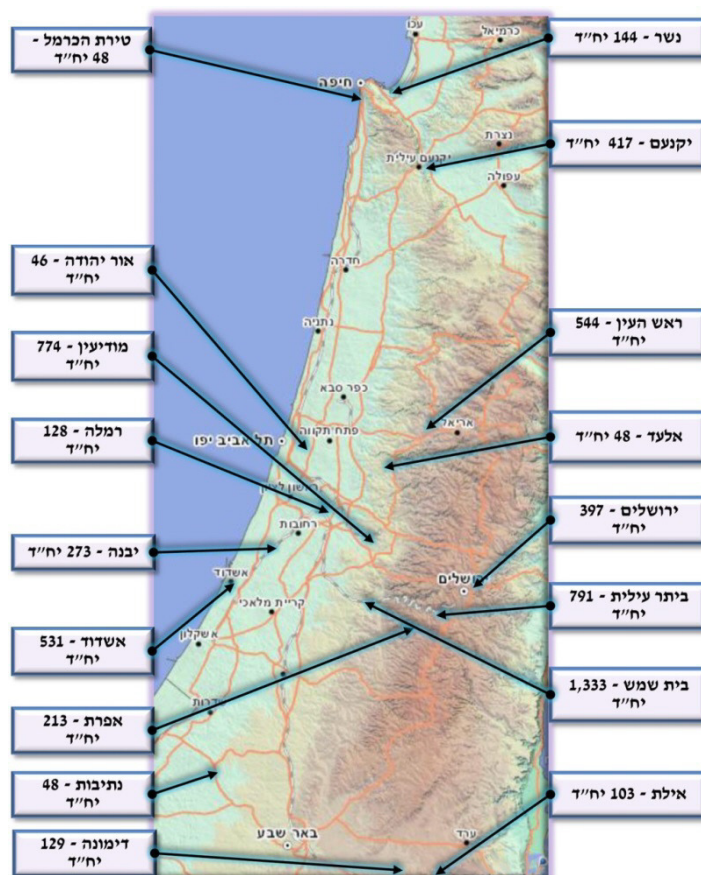 טירת הכרמל -
48 יח״ד
אור יהודה - 46
יח״ד
מודיעין - 774
יח״ד
רמלה - 128
יח״ד
יבנה - 273 יח״ד
אשדוד - 531
יח״ד
אפרת - 213
יח״ד
נתיבות - 48
יח״ד
דימונה - 129
יח״ד
עכו
כרמיאל
חיפה
נצרת
יקנעם עילית
עפולה
חדרה
נתניה
כפר סבא
אריאל
פתח תקווה
תל אביב יפו
ראשון לציון
רחובות
אשדוד
ירושלים
קריית מלאכי
אשקלון
שדרות
באר שבע
ערד
נשר - 144 יח״ד
יקנעם - 417 יח״ד
ראש העין - 544
יח״ד
אלעד - 48 יח״ד
ירושלים - 397
יח״ד
ביתר עילית - 791
יח״ד
בית שמש - 1,333
יח״ד
אילת - 103 יח״ד